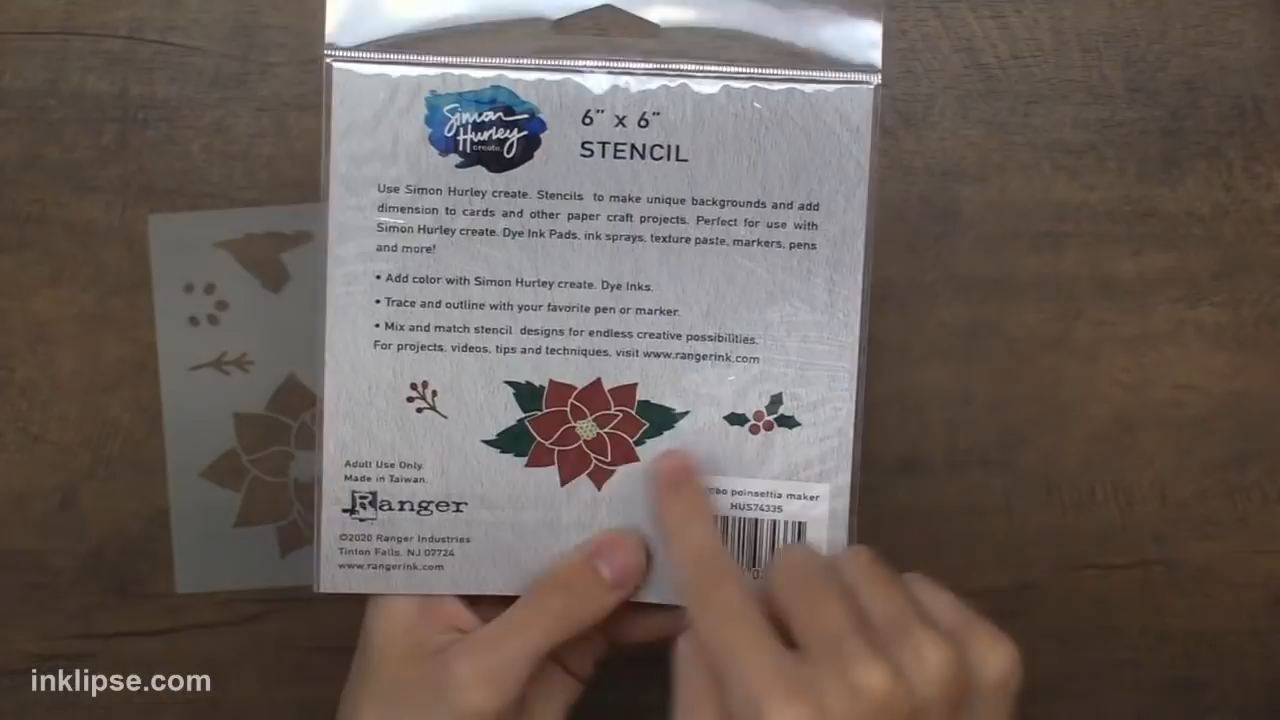 Simon
Hurley
create.
6" x 6"
STENCIL
Use Simon Hurley create. Stencils to make unique backgrounds and add
dimension to cards and other paper craft projects. Perfect for use with
Simon Hurley create. Dye Ink Pads, ink sprays, texture paste, markers, pens
and more!
• Add color with Simon Hurley create. Dye Inks.
• Trace and outline with your favorite pen or marker.
• Mix and match stencil designs for endless creative possibilities.
For projects, videos, tips and techniques, visit www.rangerink.com
Adult Use Only.
Made in Taiwan.
Ranger
©2020 Ranger Industries
Tinton Falls, NJ 07724
www.rangerink.com
poinsettia maker
HUS74335
inklipse.com